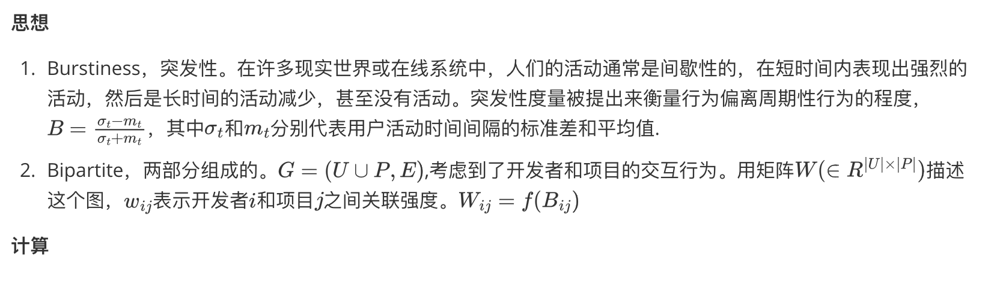 思想
1. Burstiness，突发性。在许多现实世界或在线系统中，人们的活动通常是间歇性的，在短时间内表现出强烈的
活动，然后是长时间的活动减少，甚至没有活动。突发性度量被提出来衡量行为偏离周期性行为的程度，
$B = \frac{\sigma_t - m_t}{\sigma_t + m_t}$，其中$\sigma_t$和$m_t$分别代表用户活动时间间隔的标准差和平均值.
2. Bipartite，两部分组成的。$G = (U \cup P, E)$,考虑到了开发者和项目的交互行为。用矩阵$W(\in R^{|U| \times |P|})$描述
这个图，$w_{ij}$表示开发者$i$和项目$j$之间关联强度。$W_{ij} = f(B_{ij})$
计算